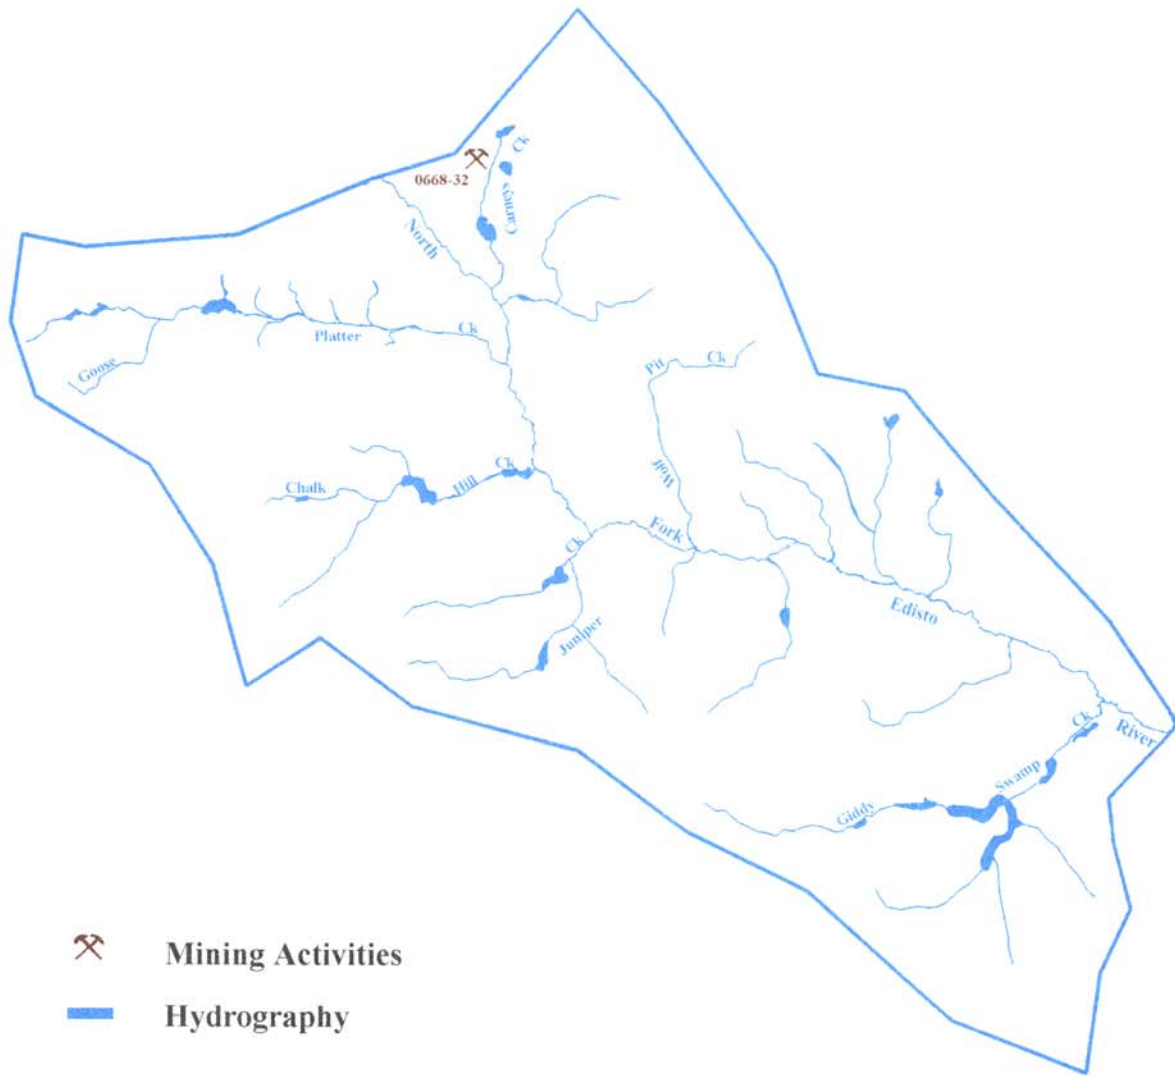 0668-32
Ck
Camps
North
Platter
Ck
Goose
Pit
Ck
Wolf
Chalk
Hill
Ck
Fork
Ck
Juniper
Edisto
River
Ck
Swamp
Giddy
Mining Activities
Hydrography